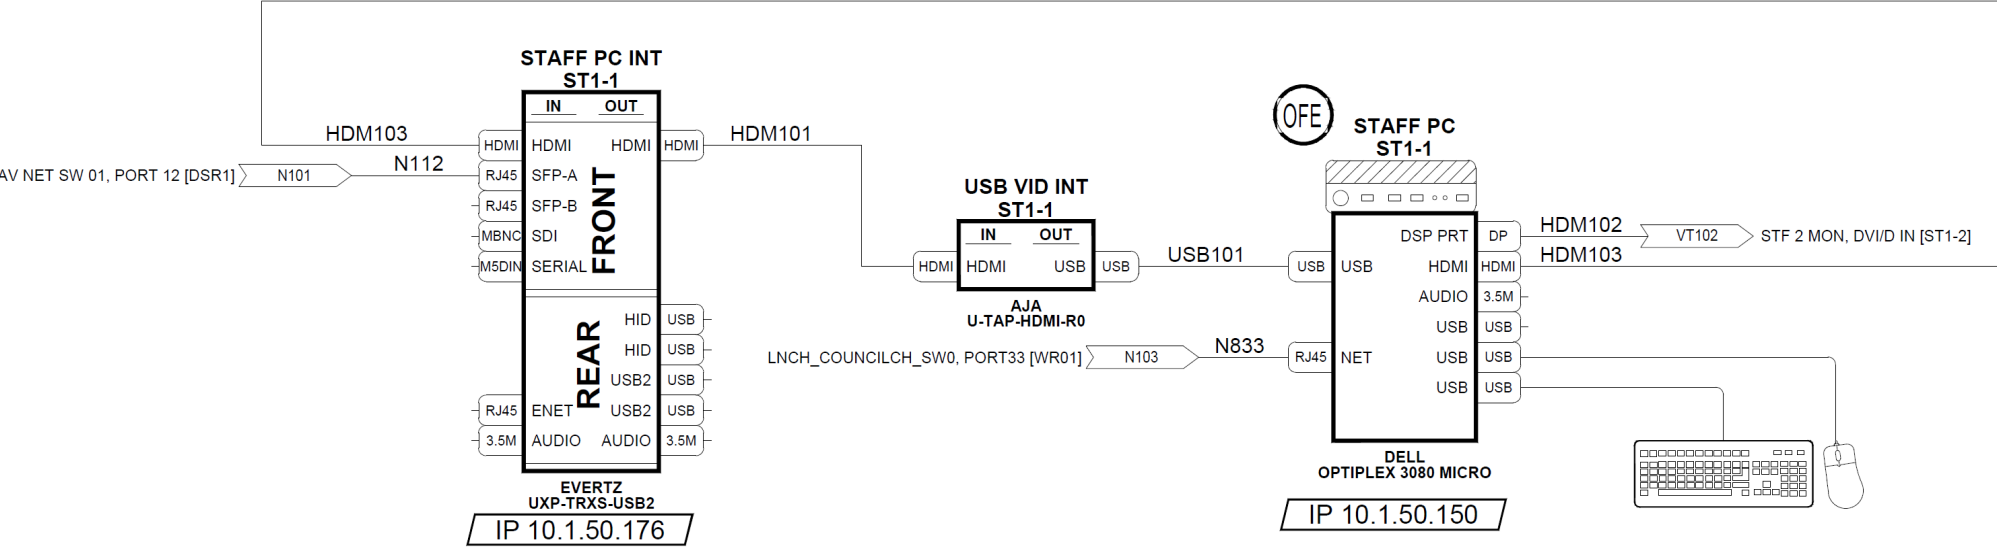 STAFF PC INT
ST1-1
IN OUT
HDM103
HDMI HDMI HDMI HDMI
HDM101
AV NET SW 01, PORT 12 [DSR1] N101
N112
RJ45 SFP-A
RJ45 SFP-B
MBNC SDI
M5DIN SERIAL
FRONT
HID USB
HID USB
USB2 USB
RJ45 ENET USB2 USB
3.5M AUDIO AUDIO 3.5M
REAR
EVERTZ
UXP-TRXS-USB2
IP 10.1.50.176
USB VID INT
ST1-1
IN OUT
HDMI HDMI USB USB
USB101
AJA
U-TAP-HDMI-R0
LNCH_COUNCILCH_SW0, PORT33 [WR01] N103
N833
OFE
STAFF PC
ST1-1
DSP PRT DP
HDM102
VT102 STF 2 MON, DVI/D IN [ST1-2]
USB USB HDMI HDMI
HDM103
AUDIO 3.5M
USB USB
RJ45 NET USB USB
USB USB
DELL
OPTIPLEX 3080 MICRO
IP 10.1.50.150